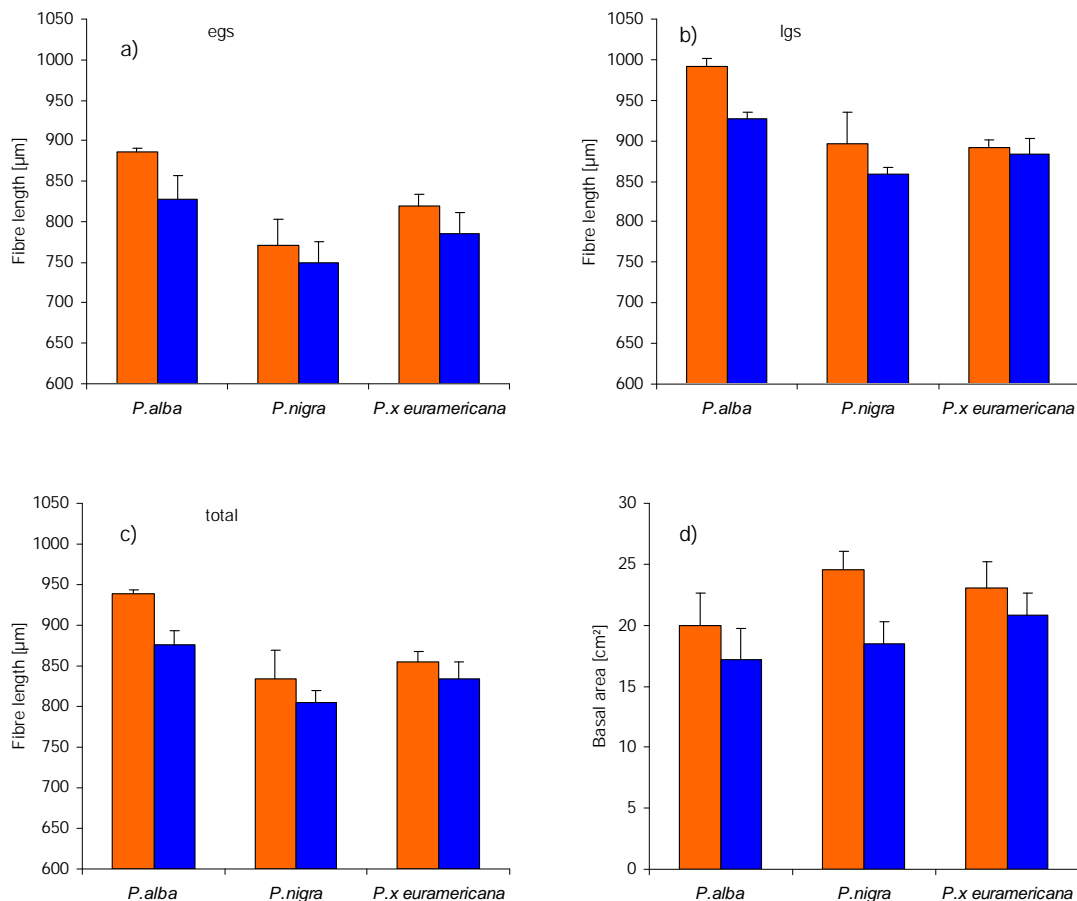 a)
egs
Fibre length [µm]
1050
1000
950
900
850
800
750
700
650
600
P.alba
P.nigra
P.x euramericana
b)
lgs
Fibre length [µm]
1050
1000
950
900
850
800
750
700
650
600
P.alba
P.nigra
P.x euramericana
c)
total
Fibre length [µm]
1050
1000
950
900
850
800
750
700
650
600
P.alba
P.nigra
P.x euramericana
d)
Basal area [cm²]
30
25
20
15
10
5
0
P.alba
P.nigra
P.x euramericana